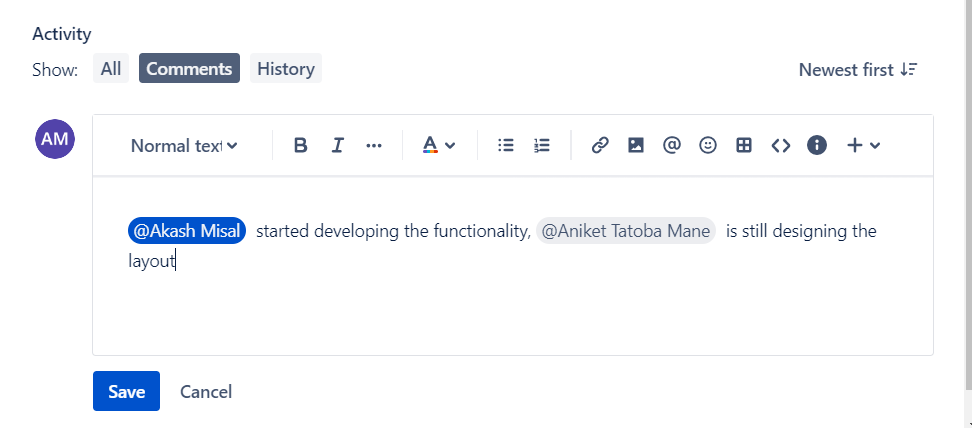 Activity
Show: All Comments History Newest first
AM Normal text B I ... A @
@Akash Misal started developing the functionality, @Aniket Tatoba Mane is still designing the
layout
Save Cancel